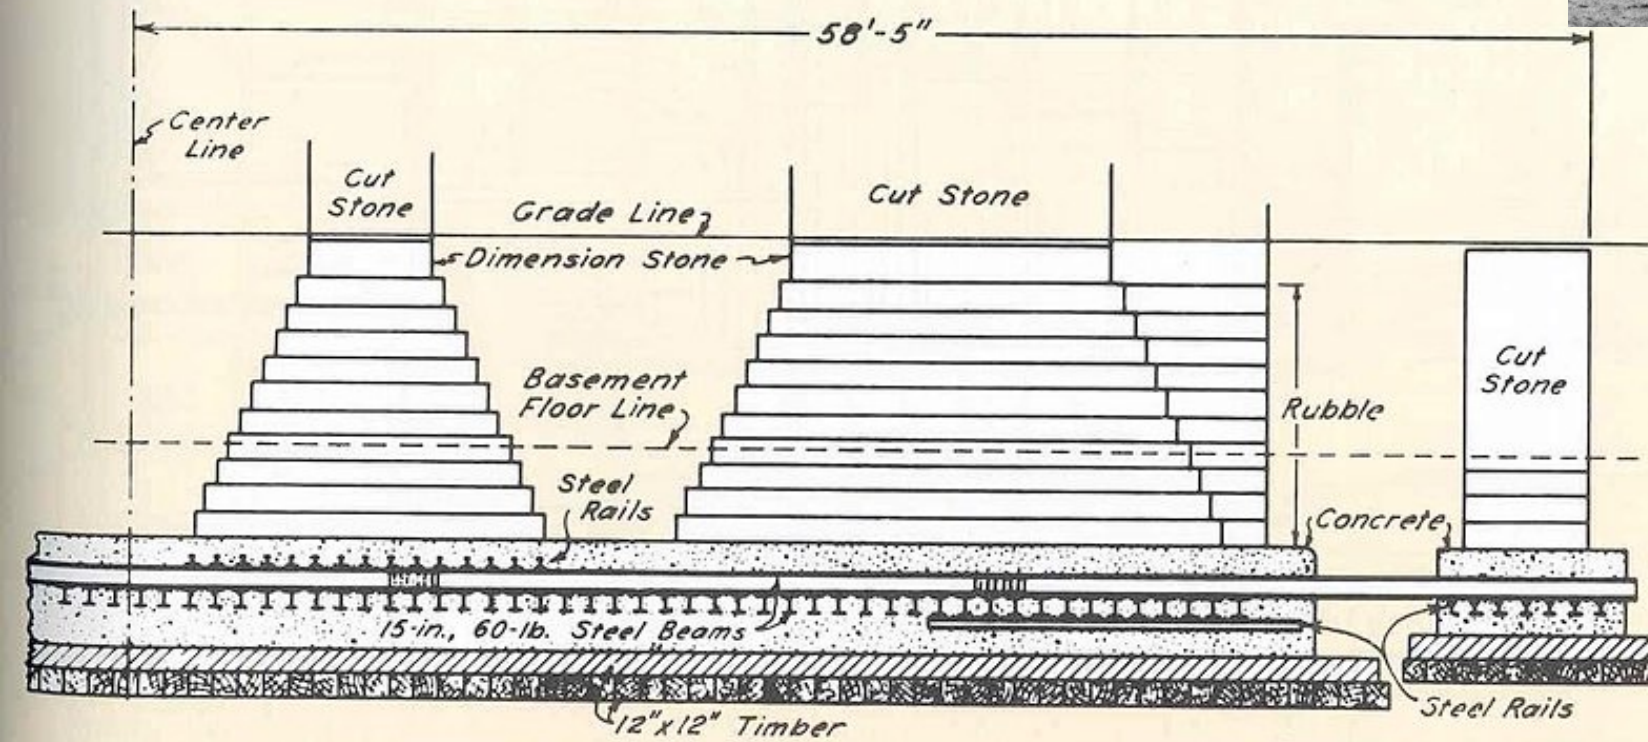 58'-5"
Center
Line
Cut
Stone
Grade Line
Cut Stone
Dimension Stone
Basement
Floor Line
Rubble
Cut
Stone
Steel
Rails
Concrete
15-in., 60-lb. Steel Beams
Steel Rails
12"x12" Timber